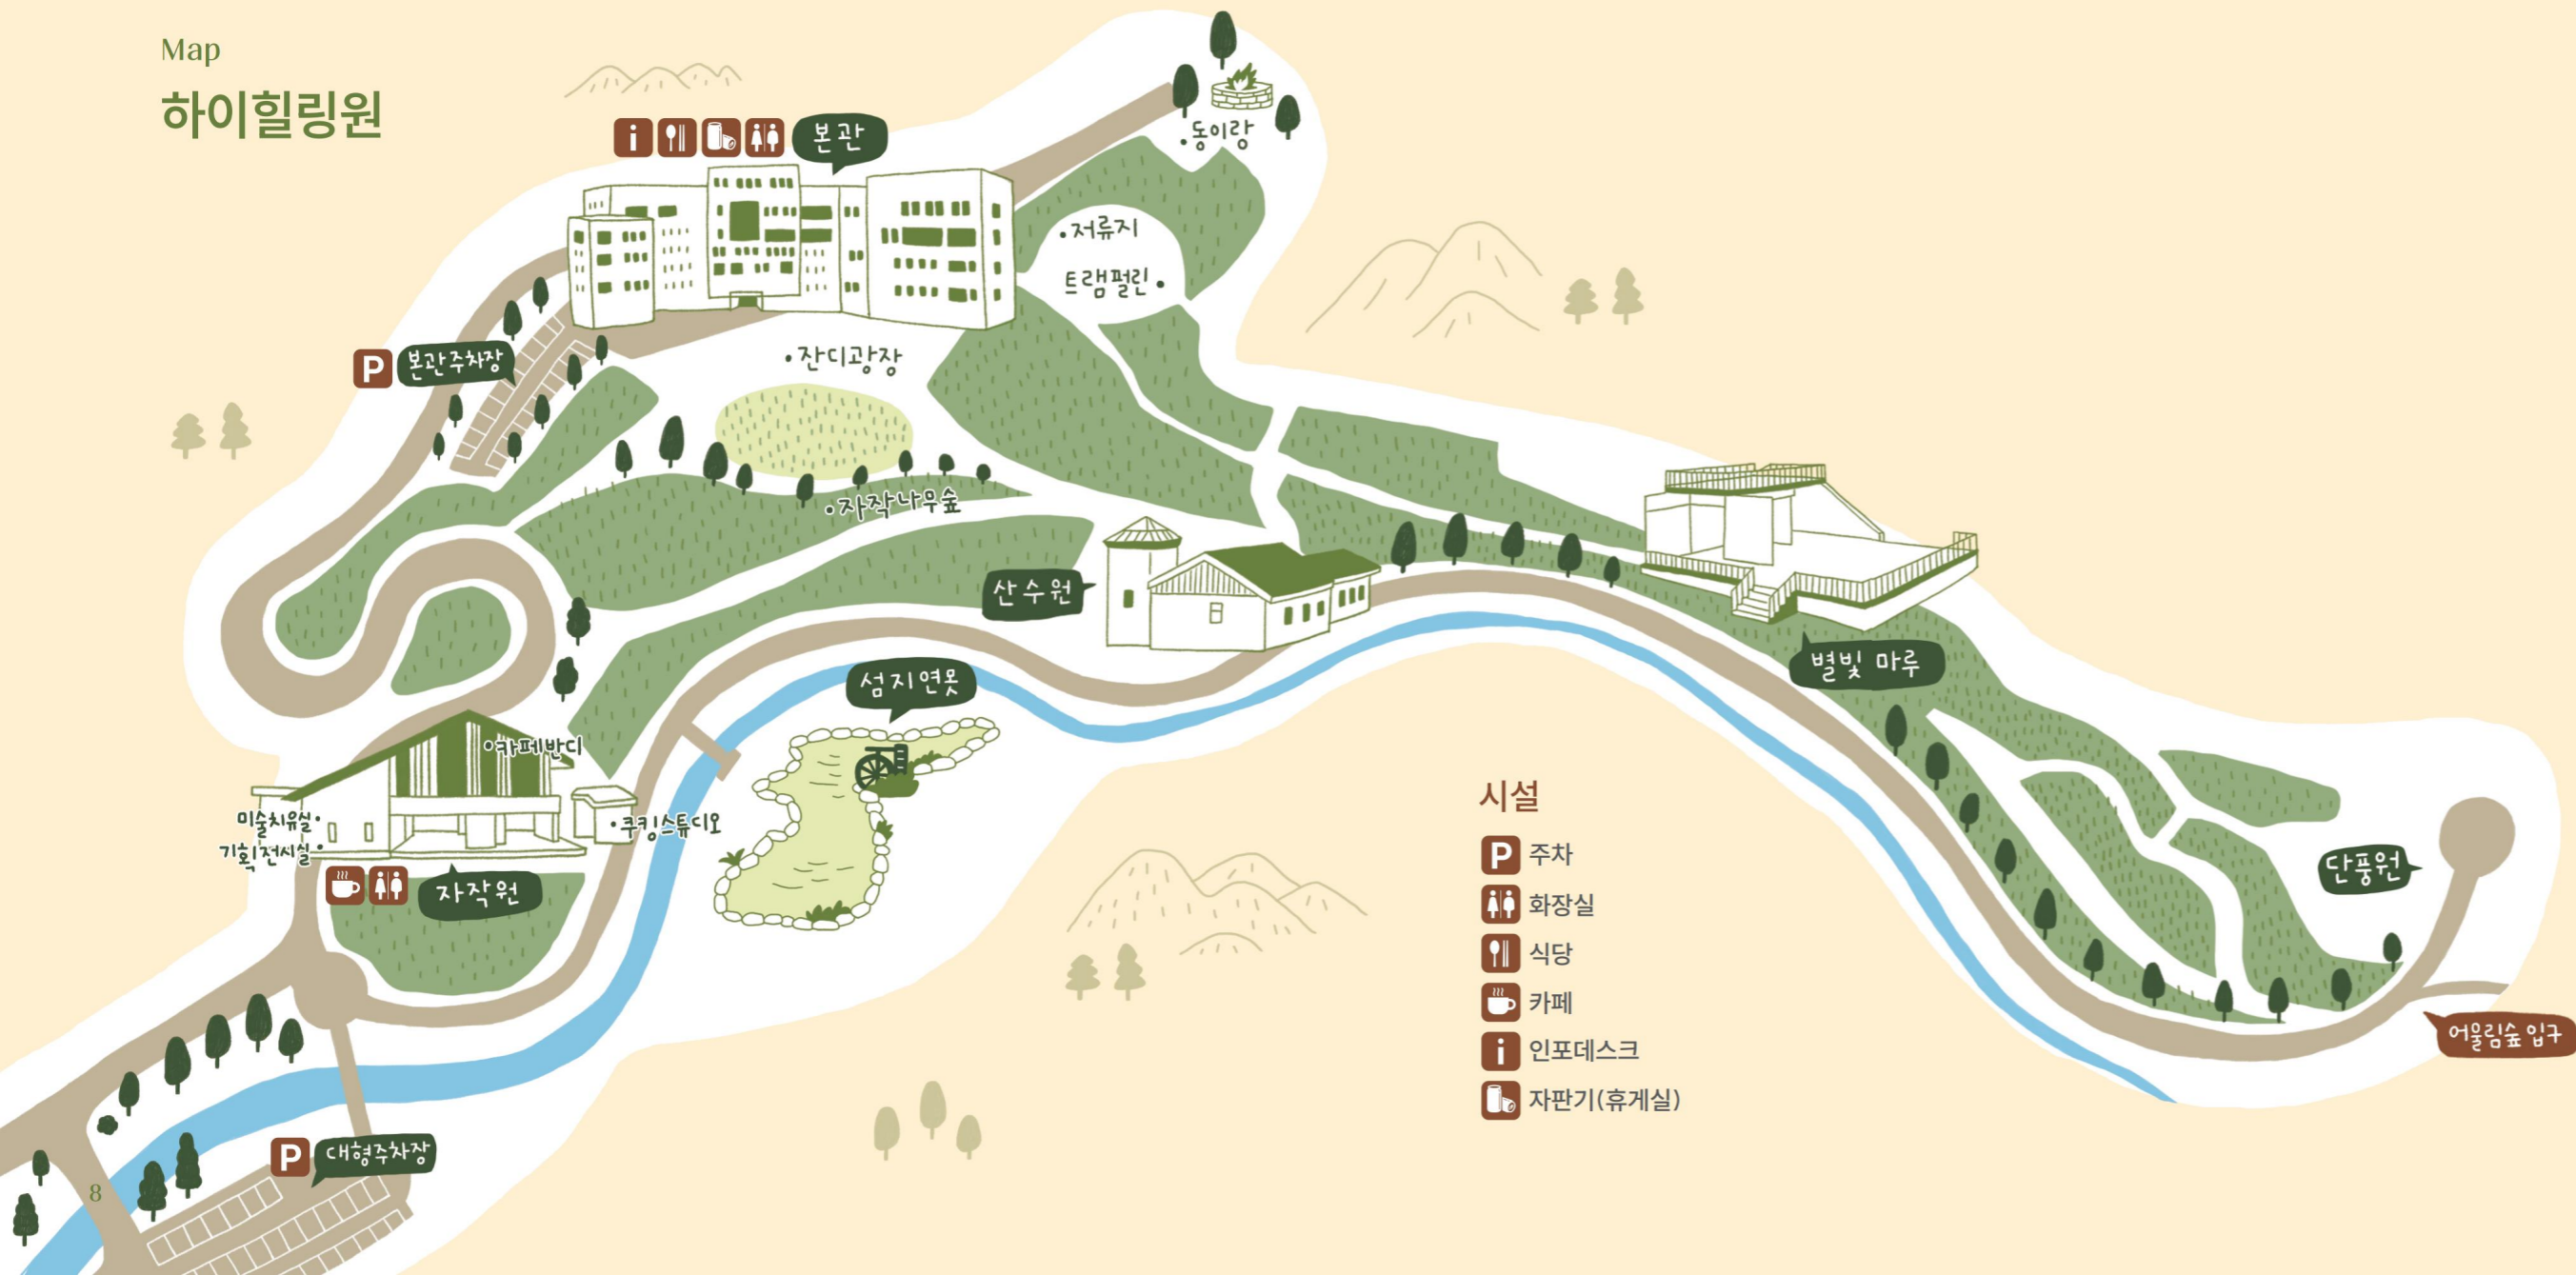 Map
하이힐링원
본관
동이랑
저류지
트램펄린
P 본관주차장
잔디광장
자작나무숲
산수원
별빛 마루
섬지연못
카페반디
미술치유실
기획전시실
쿠킹스튜디오
자작원
단풍원
어울림숲 입구
P 대형주차장
8
시설
P 주차
화장실
식당
카페
i 인포데스크
자판기(휴게실)